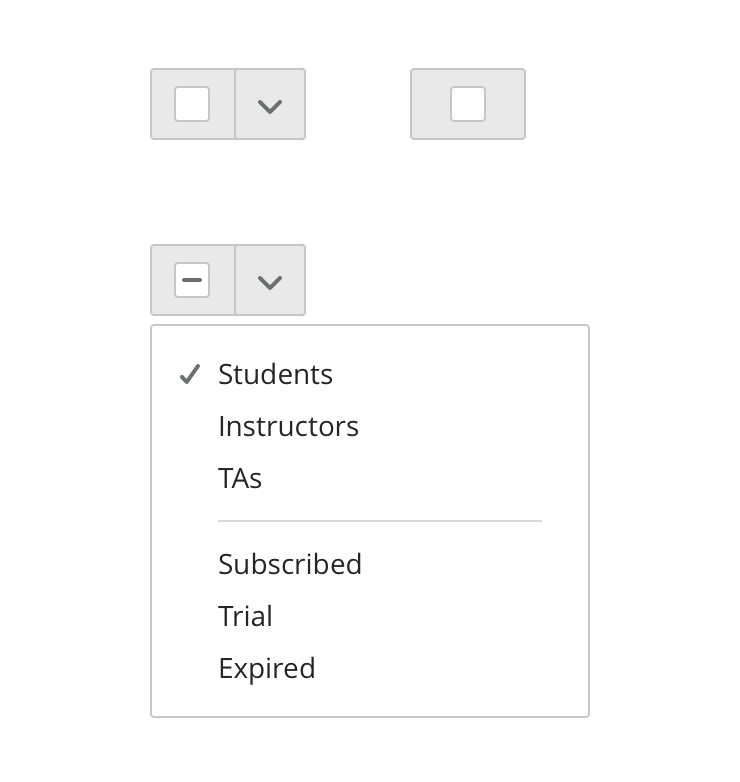 Students
Instructors
TAs
Subscribed
Trial
Expired